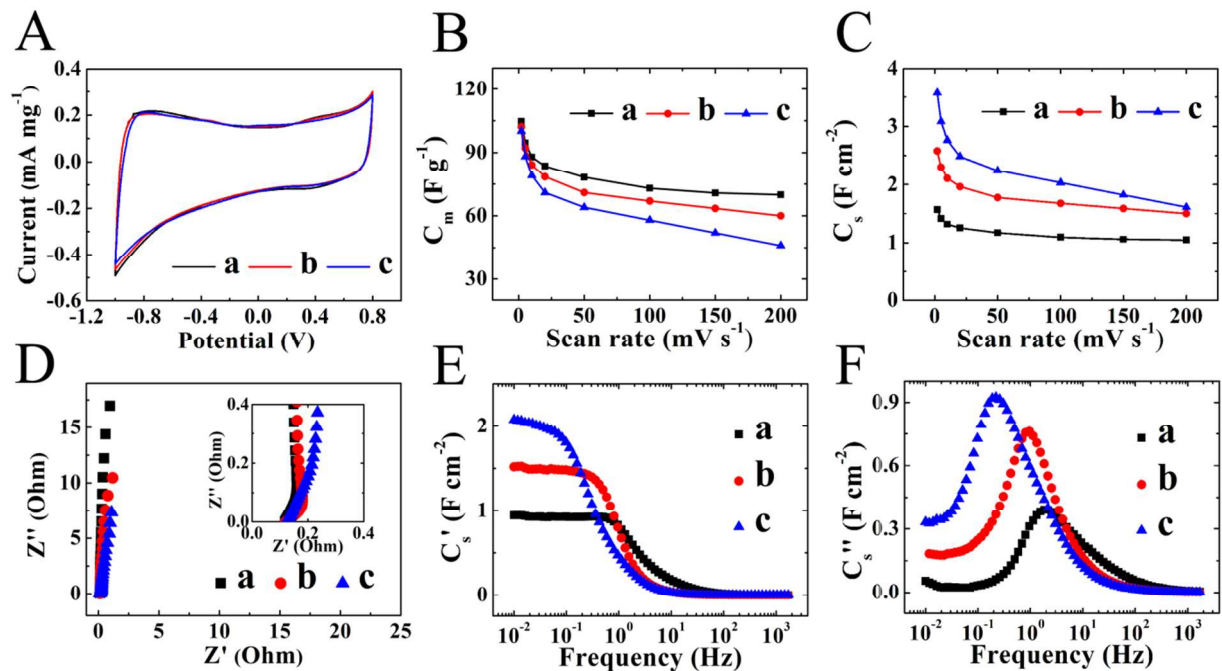 A
Current (mA mg⁻¹)
0.4
0.2
0.0
-0.2
-0.4
-0.6
a b c
-1.2 -0.8 -0.4 0.0 0.4 0.8
Potential (V)
B
Cₘ (F g⁻¹)
120
90
60
30
a b c
0 50 100 150 200
Scan rate (mV s⁻¹)
C
Cₛ (F cm⁻²)
4
3
2
1
0
a b c
0 50 100 150 200
Scan rate (mV s⁻¹)
D
Z'' (Ohm)
15
10
5
0
Z'' (Ohm)
0.4
0.2
0.0
0.0 0.2 0.4
Z' (Ohm)
a b c
0 5 10 15 20 25
Z' (Ohm)
E
Cₛ' (F cm⁻²)
2
1
0
a
b
c
10⁻² 10⁻¹ 10⁰ 10¹ 10² 10³
Frequency (Hz)
F
Cₛ'' (F cm⁻²)
0.9
0.6
0.3
0.0
a
b
c
10⁻² 10⁻¹ 10⁰ 10¹ 10² 10³
Frequency (Hz)